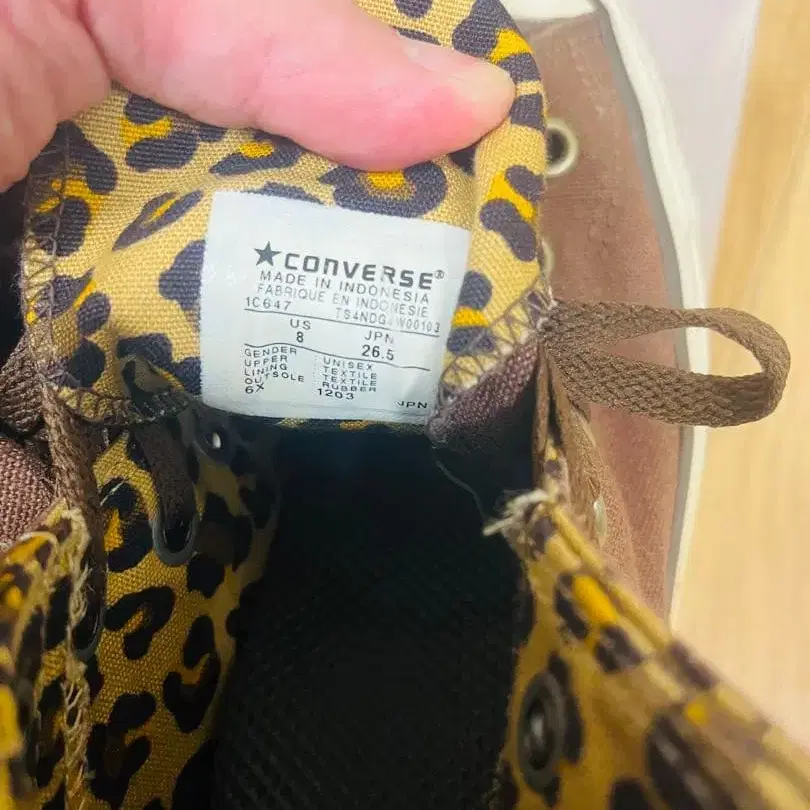 ★CONVERSE®
MADE IN INDONESIA
FABRIQUE EN INDONESIE
1C647 TS4NDG4W00103
US JPN
8 26.5
GENDER UNISEX
UPPER TEXTILE
LINING TEXTILE
OUTSOLE RUBBER
6X 1203 JPN